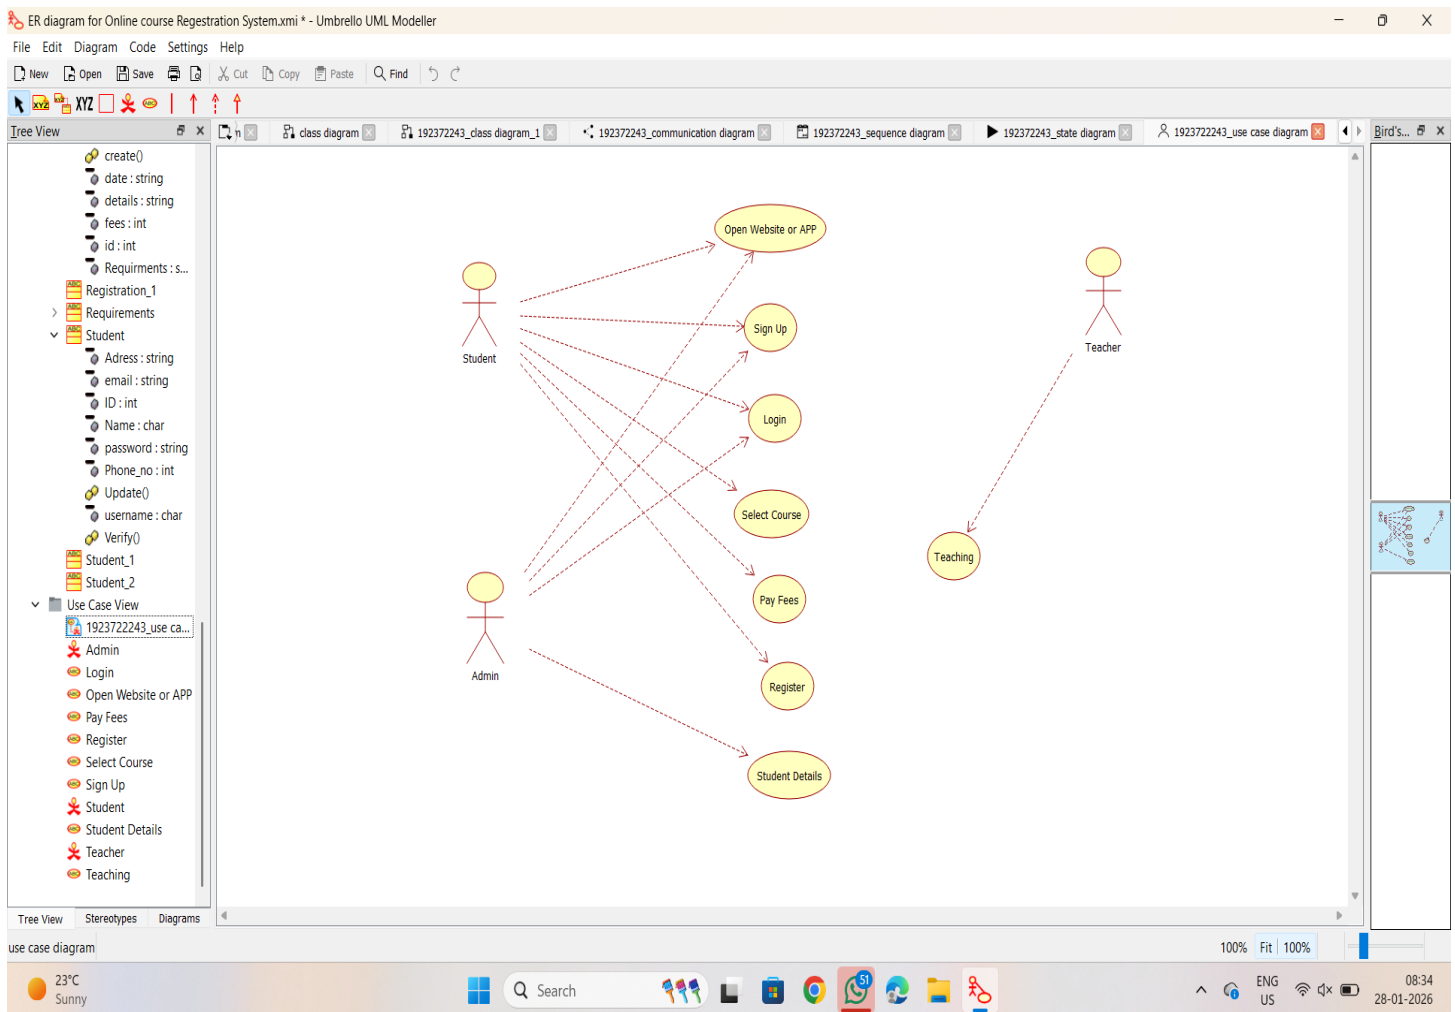 ER diagram for Online course Regestration System.xmi * - Umbrello UML Modeller
File Edit Diagram Code Settings Help
New Open Save Cut Copy Paste Find
XYZ XYZ
Tree View
class diagram 192372243_class diagram_1 192372243_communication diagram 192372243_sequence diagram 192372243_state diagram 1923722243_use case diagram
Bird's...
create()
date : string
details : string
fees : int
id : int
Requirments : s...
Registration_1
Requirements
Student
Adress : string
email : string
ID : int
Name : char
password : string
Phone_no : int
Update()
username : char
Verify()
Student_1
Student_2
Use Case View
1923722243_use ca...
Admin
Login
Open Website or APP
Pay Fees
Register
Select Course
Sign Up
Student
Student Details
Teacher
Teaching
Tree View Stereotypes Diagrams
Open Website or APP
Student
Sign Up
Teacher
Login
Select Course
Teaching
Pay Fees
Admin
Register
Student Details
use case diagram
100% Fit 100%
23°C
Sunny
Search
51
ENG
US
08:34
28-01-2026